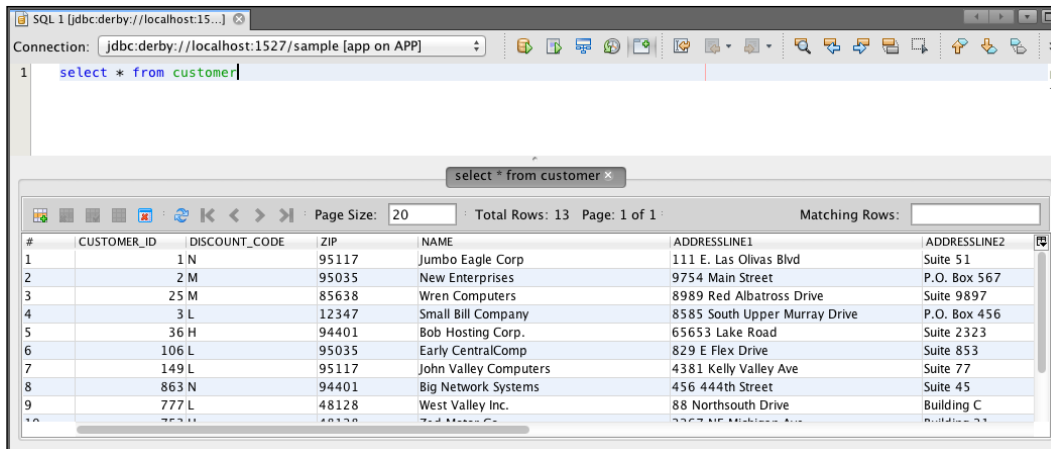 SQL 1 [jdbc:derby://localhost:15...]
Connection: jdbc:derby://localhost:1527/sample [app on APP]
1 select * from customer
select * from customer
Page Size: 20 Total Rows: 13 Page: 1 of 1 Matching Rows:
# CUSTOMER_ID DISCOUNT_CODE ZIP NAME ADDRESSLINE1 ADDRESSLINE2
1 1 N 95117 Jumbo Eagle Corp 111 E. Las Olivas Blvd Suite 51
2 2 M 95035 New Enterprises 9754 Main Street P.O. Box 567
3 25 M 85638 Wren Computers 8989 Red Albatross Drive Suite 9897
4 3 L 12347 Small Bill Company 8585 South Upper Murray Drive P.O. Box 456
5 36 H 94401 Bob Hosting Corp. 65653 Lake Road Suite 2323
6 106 L 95035 Early CentralComp 829 E Flex Drive Suite 853
7 149 L 95117 John Valley Computers 4381 Kelly Valley Ave Suite 77
8 863 N 94401 Big Network Systems 456 444th Street Suite 45
9 777 L 48128 West Valley Inc. 88 Northsouth Drive Building C